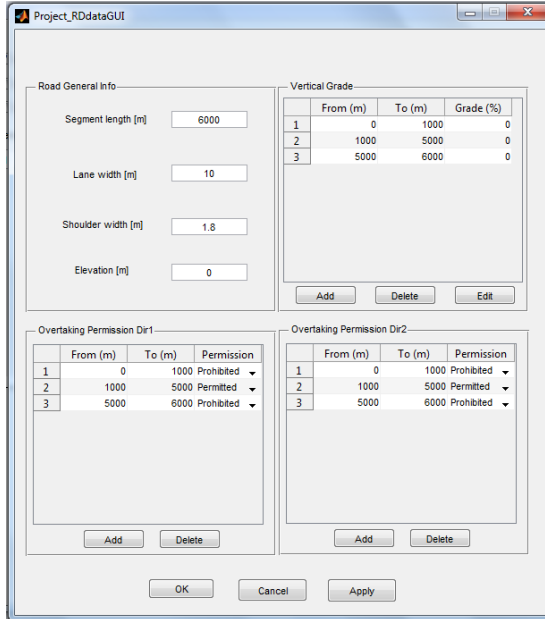 Project_RDdataGUI
Road General Info
Segment length [m] 6000
Lane width [m] 10
Shoulder width [m] 1.8
Elevation [m] 0
Vertical Grade
From (m) To (m) Grade (%)
1 0 1000 0
2 1000 5000 0
3 5000 6000 0
Add Delete Edit
Overtaking Permission Dir1
From (m) To (m) Permission
1 0 1000 Prohibited
2 1000 5000 Permitted
3 5000 6000 Prohibited
Add Delete
Overtaking Permission Dir2
From (m) To (m) Permission
1 0 1000 Prohibited
2 1000 5000 Permitted
3 5000 6000 Prohibited
Add Delete
OK Cancel Apply